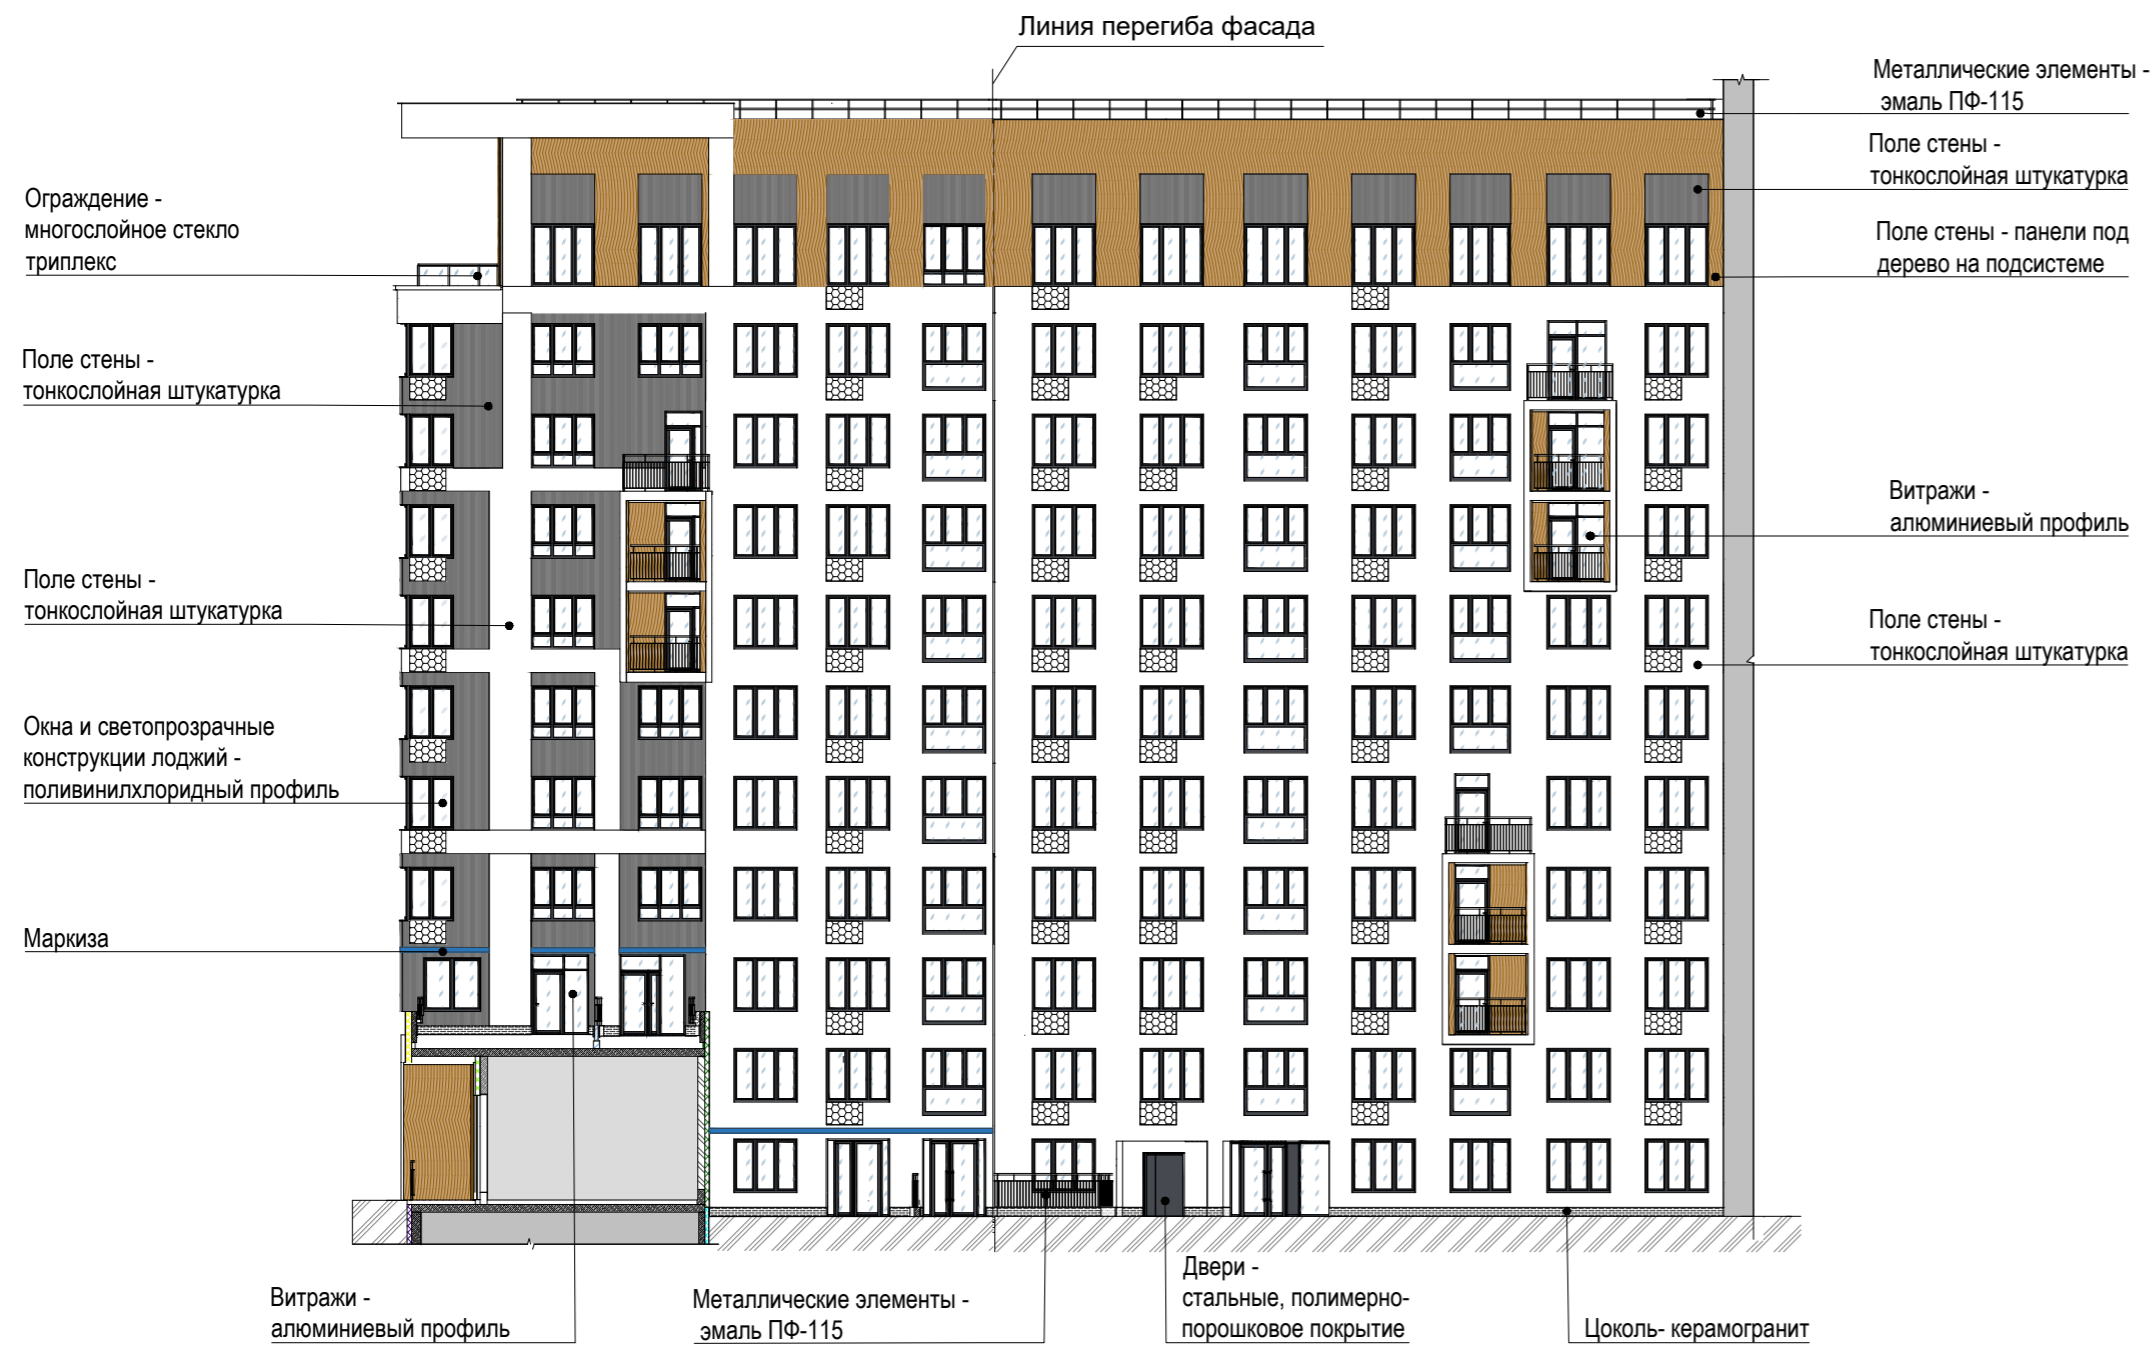 Линия перегиба фасада
Металлические элементы -
эмаль ПФ-115
Поле стены -
тонкослойная штукатурка
Поле стены - панели под
дерево на подсистеме
Витражи -
алюминиевый профиль
Поле стены -
тонкослойная штукатурка
Ограждение -
многослойное стекло
триплекс
Поле стены -
тонкослойная штукатурка
Поле стены -
тонкослойная штукатурка
Окна и светопрозрачные
конструкции лоджий -
поливинилхлоридный профиль
Маркиза
Витражи -
алюминиевый профиль
Металлические элементы -
эмаль ПФ-115
Двери -
стальные, полимерно-
порошковое покрытие
Цоколь- керамогранит